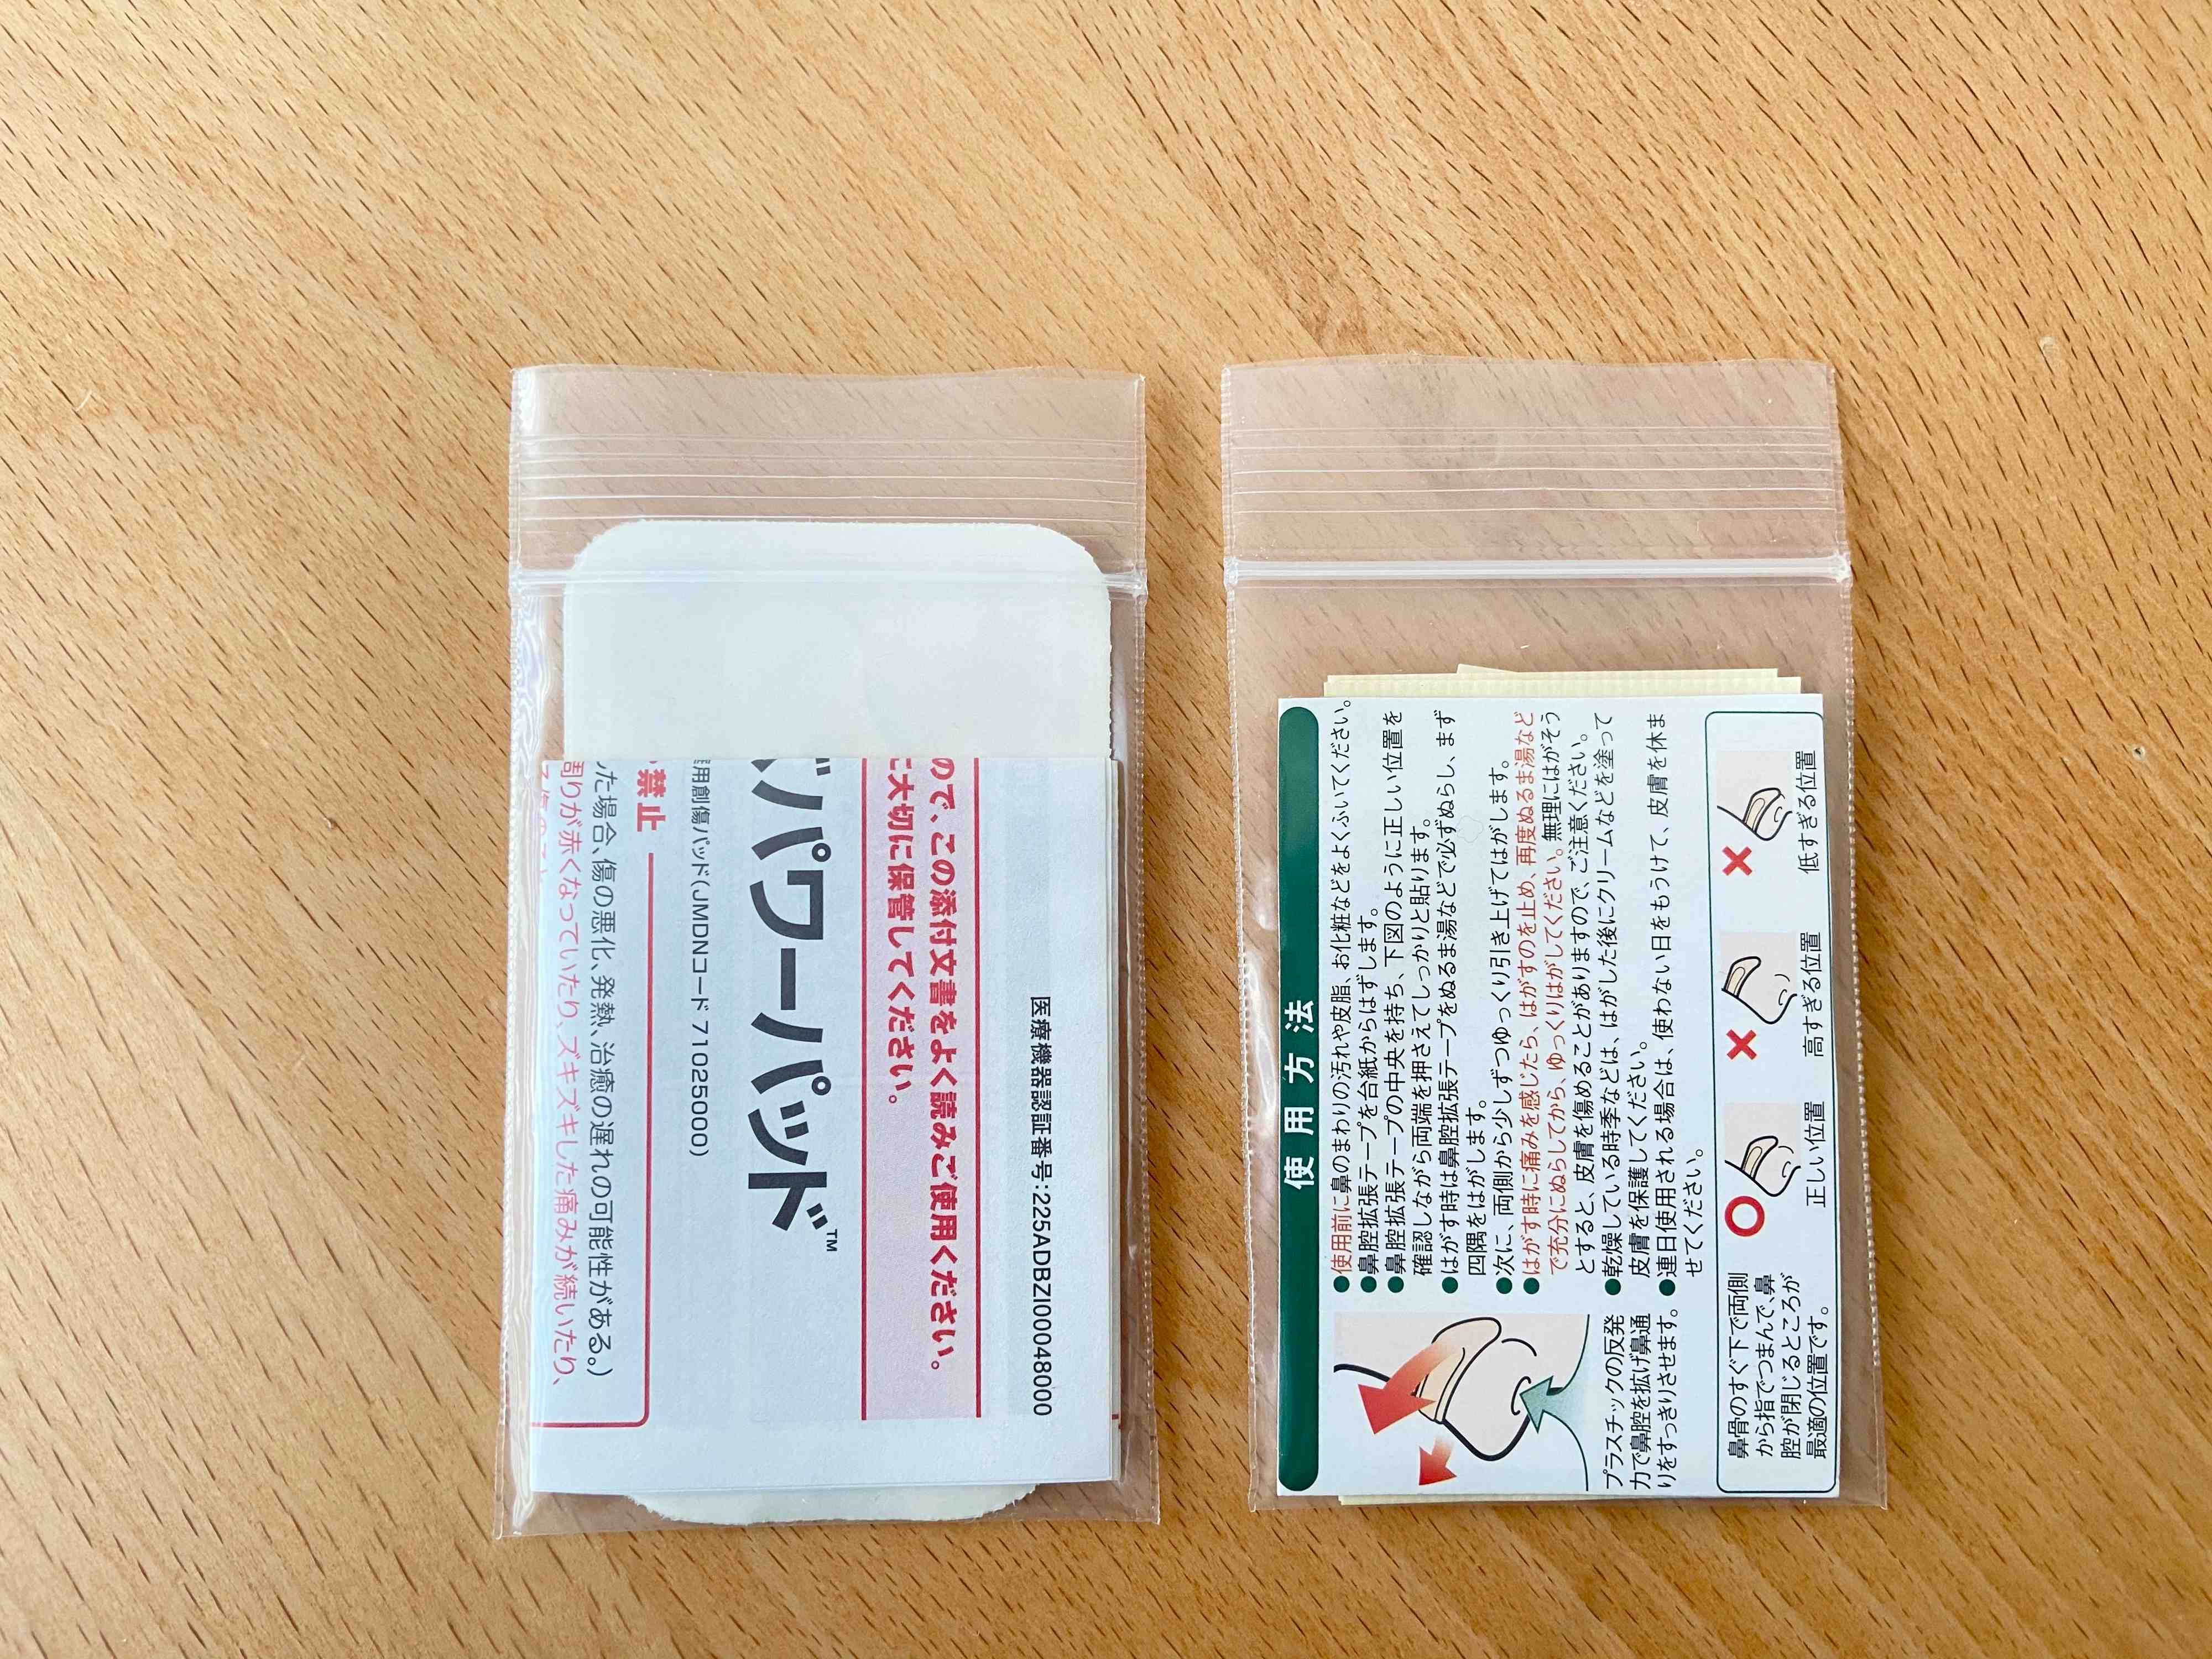 医療機器認証番号:225ADBZI00048000
ので、この添付文書をよく読みご使用ください。
に大切に保管してください。
パワーパッド™
用創傷パッド(JMDNコード 71025000)
禁止
た場合、傷の悪化、発熱、治癒の遅れの可能性がある。)
周りが赤くなっていたり、ズキズキした痛みが続いたり、
使用方法
プラスチックの反発
力で鼻腔を拡げ鼻通
りをすっきりさせます。
●使用前に鼻のまわりの汚れや皮脂、お化粧などをよくふいてください。
●鼻腔拡張テープを台紙からはずします。
●鼻腔拡張テープの中央を持ち、下図のように正しい位置を
確認しながら両端を押さえてしっかりと貼ります。
●はがす時は鼻腔拡張テープをぬるま湯などで必ずぬらし、まず
四隅をはがします。
●次に、両側から少しずつゆっくり引き上げてはがします。
●はがす時に痛みを感じたら、はがすのを止め、再度ぬるま湯など
で充分にぬらしてから、ゆっくりはがしてください。無理にはがそう
とすると、皮膚を傷めることがありますので、ご注意ください。
●乾燥している時季などは、はがした後にクリームなどを塗って
皮膚を保護してください。
●連日使用される場合は、使わない日をもうけて、皮膚を休ま
せてください。
鼻骨のすぐ下で両側
から指でつまんで、鼻
腔が閉じるところが
最適の位置です。
正しい位置
高すぎる位置
低すぎる位置